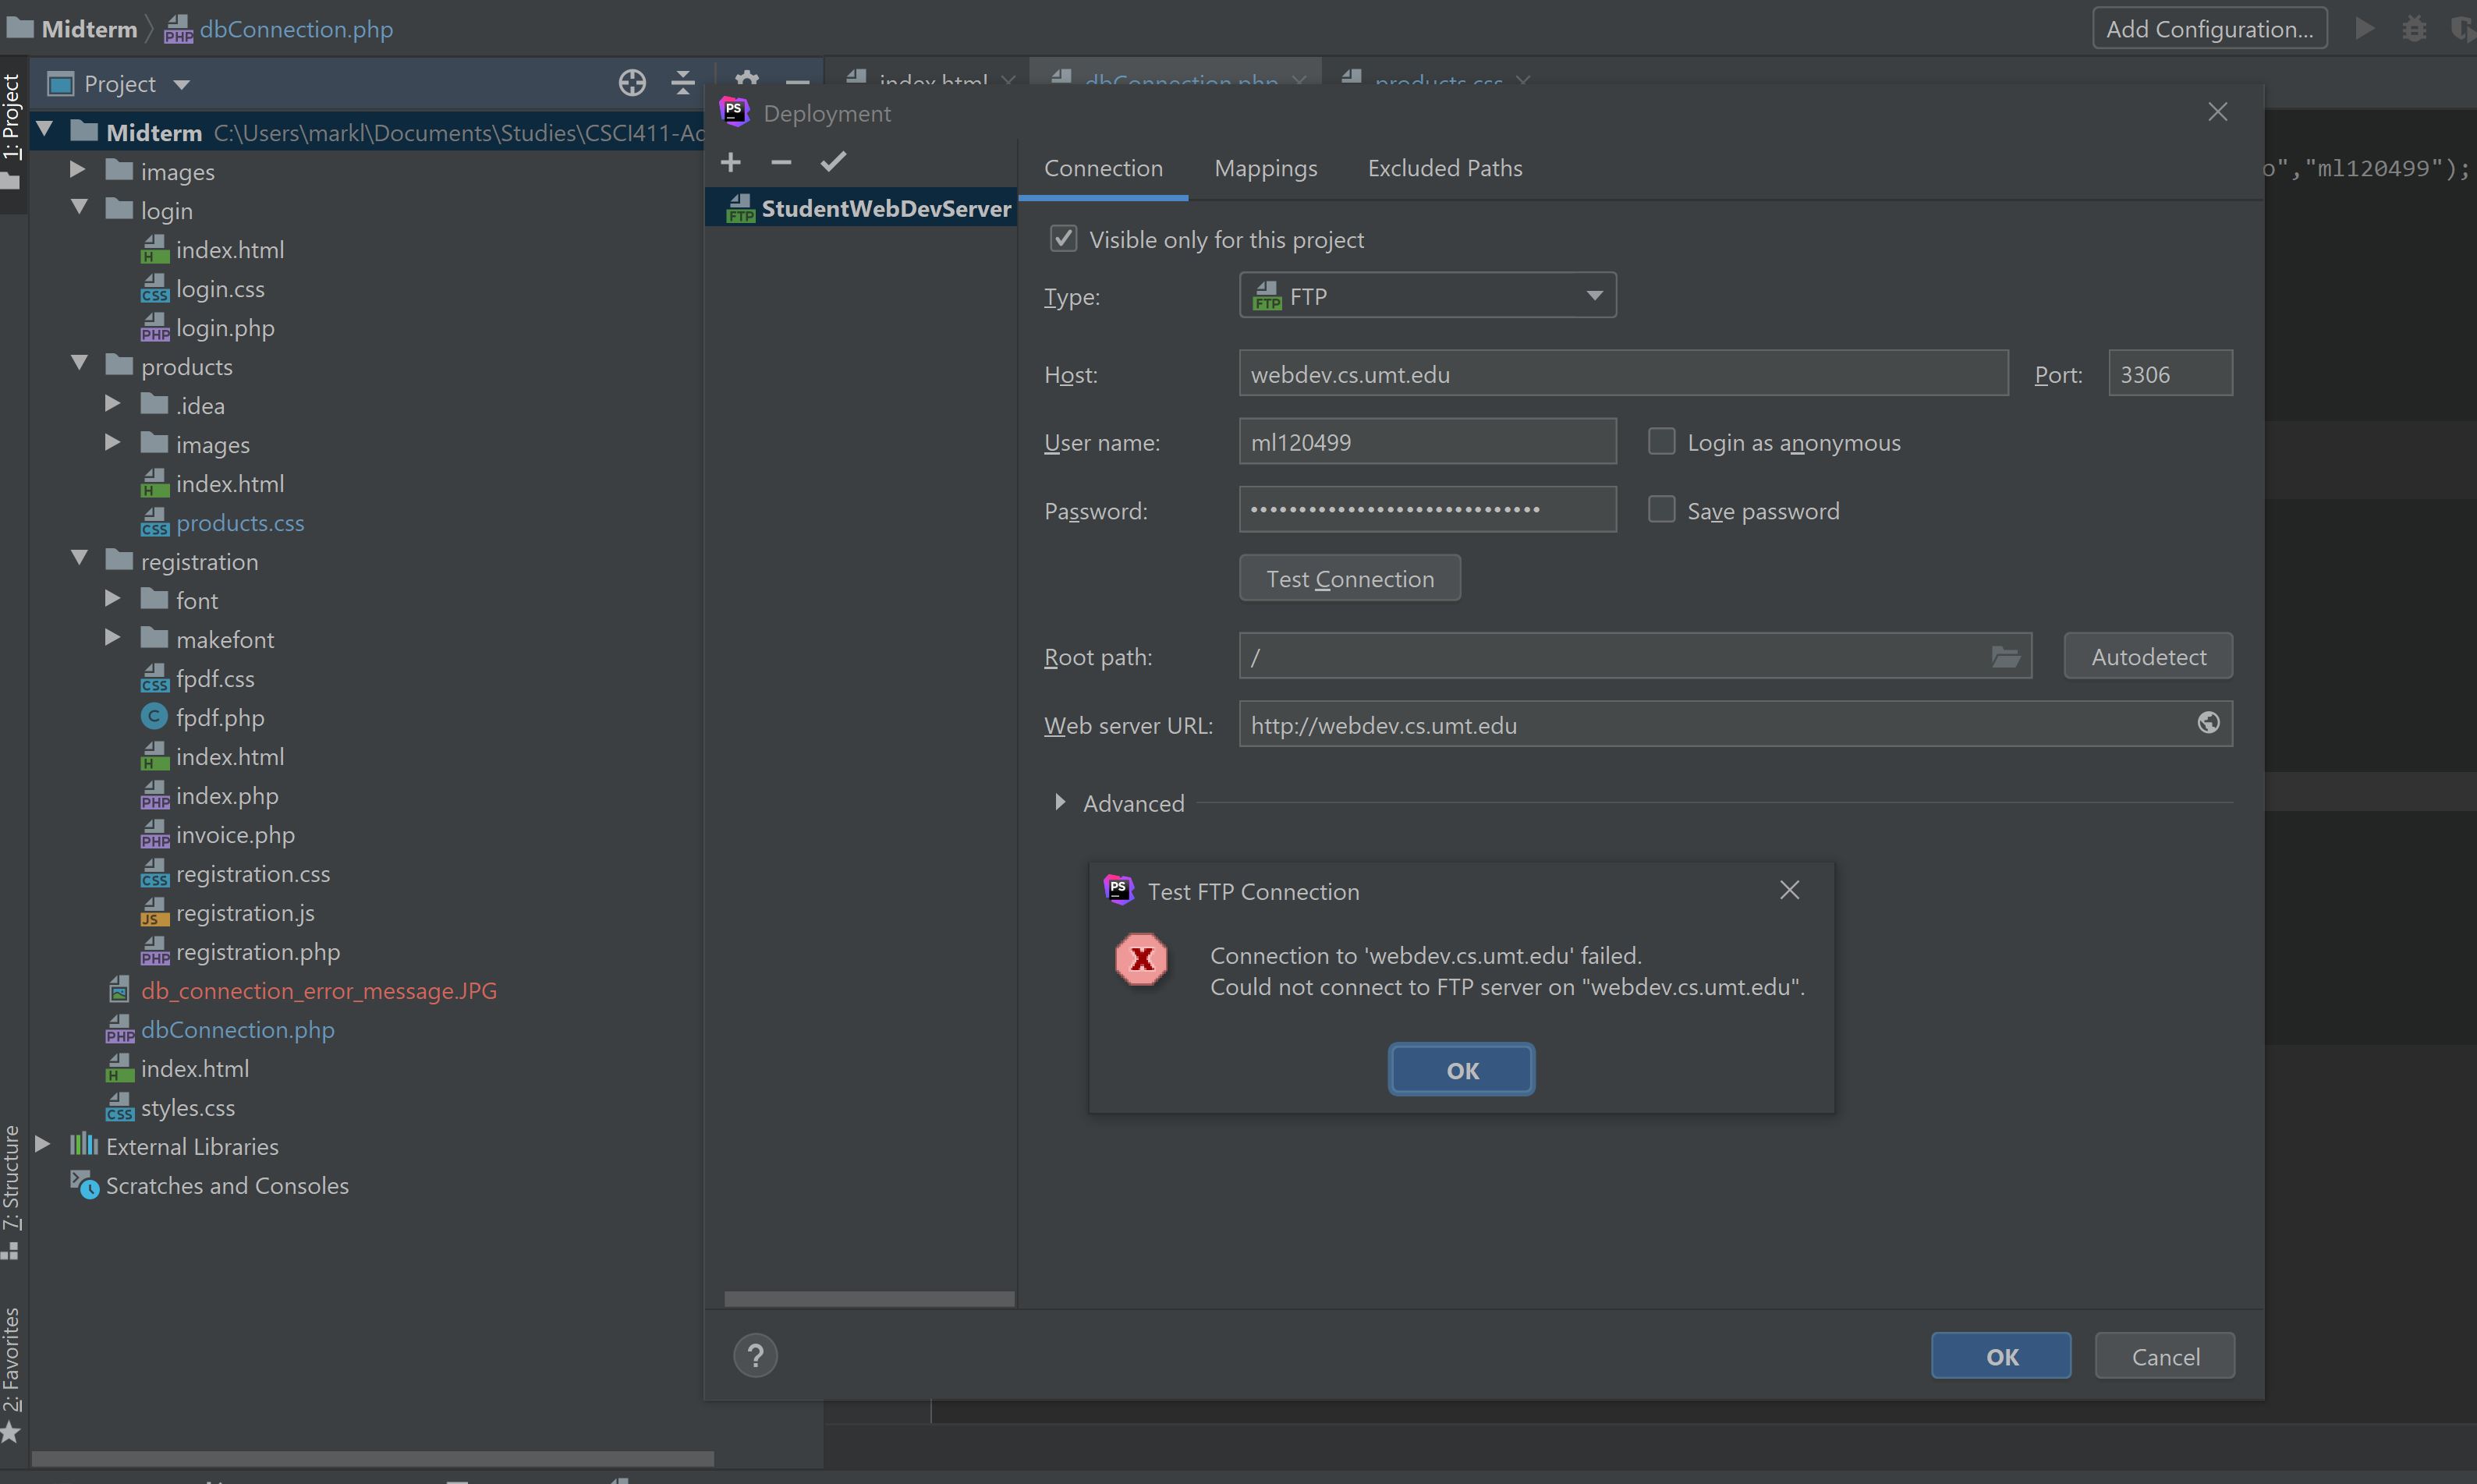 Midterm dbConnection.php
Add Configuration...
1: Project
7: Structure
2: Favorites
Project
index.html
dbConnection.php
products.css
Midterm C:\Users\markl\Documents\Studies\CSCI411-Ad
images
login
index.html
login.css
login.php
products
.idea
images
index.html
products.css
registration
font
makefont
fpdf.css
fpdf.php
index.html
index.php
invoice.php
registration.css
registration.js
registration.php
db_connection_error_message.JPG
dbConnection.php
index.html
styles.css
External Libraries
Scratches and Consoles
o","ml120499");
PS Deployment
FTP StudentWebDevServer
Connection Mappings Excluded Paths
Visible only for this project
Type: FTP FTP
Host: webdev.cs.umt.edu Port: 3306
User name: ml120499 Login as anonymous
Password: •••••••••••••••••••••••••••••• Save password
Test Connection
Root path: / Autodetect
Web server URL: http://webdev.cs.umt.edu
Advanced
PS Test FTP Connection
Connection to 'webdev.cs.umt.edu' failed.
Could not connect to FTP server on "webdev.cs.umt.edu".
OK
? OK Cancel